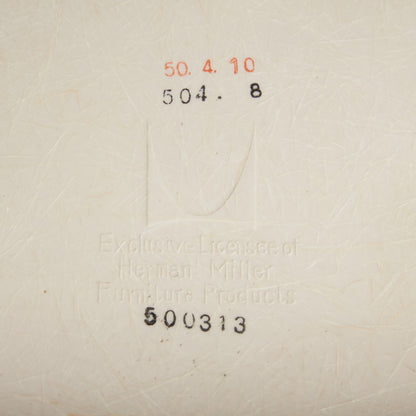 50. 4. 10
504. 8
Exclusive Licensee of
Herman Miller
Furniture Products
500313